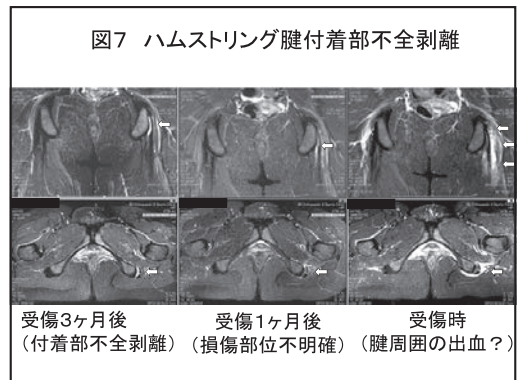 図7 ハムストリング腱付着部不全剥離
受傷3ヶ月後
(付着部不全剥離)
受傷1ヶ月後
(損傷部位不明確)
受傷時
(腱周囲の出血?)